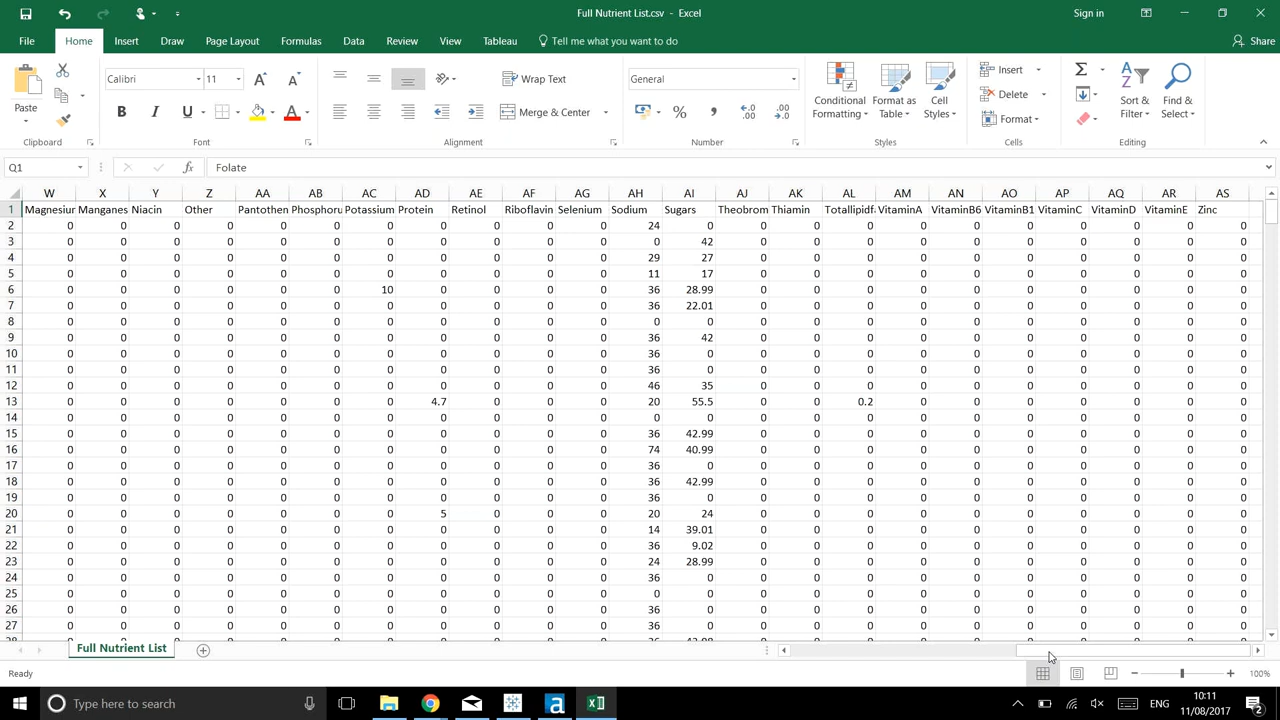 Full Nutrient List.csv - Excel
Sign in
File Home Insert Draw Page Layout Formulas Data Review View Tableau Tell me what you want to do Share
Calibri 11 Wrap Text General
Paste Merge & Center
Conditional Formatting Format as Table Cell Styles
Insert Delete Format
Sort & Filter Find & Select
Clipboard Font Alignment Number Styles Cells Editing
Q1 fx Folate
W X Y Z AA AB AC AD AE AF AG AH AI AJ AK AL AM AN AO AP AQ AR AS
1 Magnesiur Manganes Niacin Other Pantothen Phosphoru Potassium Protein Retinol Riboflavin Selenium Sodium Sugars Theobrom Thiamin Totallipidf VitaminA VitaminB6 VitaminB1 VitaminC VitaminD VitaminE Zinc
2 0 0 0 0 0 0 0 0 0 0 0 24 0 0 0 0 0 0 0 0 0 0 0
3 0 0 0 0 0 0 0 0 0 0 0 0 42 0 0 0 0 0 0 0 0 0 0
4 0 0 0 0 0 0 0 0 0 0 0 29 27 0 0 0 0 0 0 0 0 0 0
5 0 0 0 0 0 0 0 0 0 0 0 11 17 0 0 0 0 0 0 0 0 0 0
6 0 0 0 0 0 0 10 0 0 0 0 36 28.99 0 0 0 0 0 0 0 0 0 0
7 0 0 0 0 0 0 0 0 0 0 0 36 22.01 0 0 0 0 0 0 0 0 0 0
8 0 0 0 0 0 0 0 0 0 0 0 0 0 0 0 0 0 0 0 0 0 0 0
9 0 0 0 0 0 0 0 0 0 0 0 36 42 0 0 0 0 0 0 0 0 0 0
10 0 0 0 0 0 0 0 0 0 0 0 36 0 0 0 0 0 0 0 0 0 0 0
11 0 0 0 0 0 0 0 0 0 0 0 36 0 0 0 0 0 0 0 0 0 0 0
12 0 0 0 0 0 0 0 0 0 0 0 46 35 0 0 0 0 0 0 0 0 0 0
13 0 0 0 0 0 0 0 4.7 0 0 0 20 55.5 0 0 0.2 0 0 0 0 0 0 0
14 0 0 0 0 0 0 0 0 0 0 0 0 0 0 0 0 0 0 0 0 0 0 0
15 0 0 0 0 0 0 0 0 0 0 0 36 42.99 0 0 0 0 0 0 0 0 0 0
16 0 0 0 0 0 0 0 0 0 0 0 74 40.99 0 0 0 0 0 0 0 0 0 0
17 0 0 0 0 0 0 0 0 0 0 0 36 0 0 0 0 0 0 0 0 0 0 0
18 0 0 0 0 0 0 0 0 0 0 0 36 42.99 0 0 0 0 0 0 0 0 0 0
19 0 0 0 0 0 0 0 0 0 0 0 36 0 0 0 0 0 0 0 0 0 0 0
20 0 0 0 0 0 0 0 5 0 0 0 20 24 0 0 0 0 0 0 0 0 0 0
21 0 0 0 0 0 0 0 0 0 0 0 14 39.01 0 0 0 0 0 0 0 0 0 0
22 0 0 0 0 0 0 0 0 0 0 0 36 9.02 0 0 0 0 0 0 0 0 0 0
23 0 0 0 0 0 0 0 0 0 0 0 24 28.99 0 0 0 0 0 0 0 0 0 0
24 0 0 0 0 0 0 0 0 0 0 0 36 0 0 0 0 0 0 0 0 0 0 0
25 0 0 0 0 0 0 0 0 0 0 0 0 0 0 0 0 0 0 0 0 0 0 0
26 0 0 0 0 0 0 0 0 0 0 0 36 0 0 0 0 0 0 0 0 0 0 0
27 0 0 0 0 0 0 0 0 0 0 0 36 0 0 0 0 0 0 0 0 0 0 0
Full Nutrient List
Ready 100%
Type here to search
10:11
11/08/2017